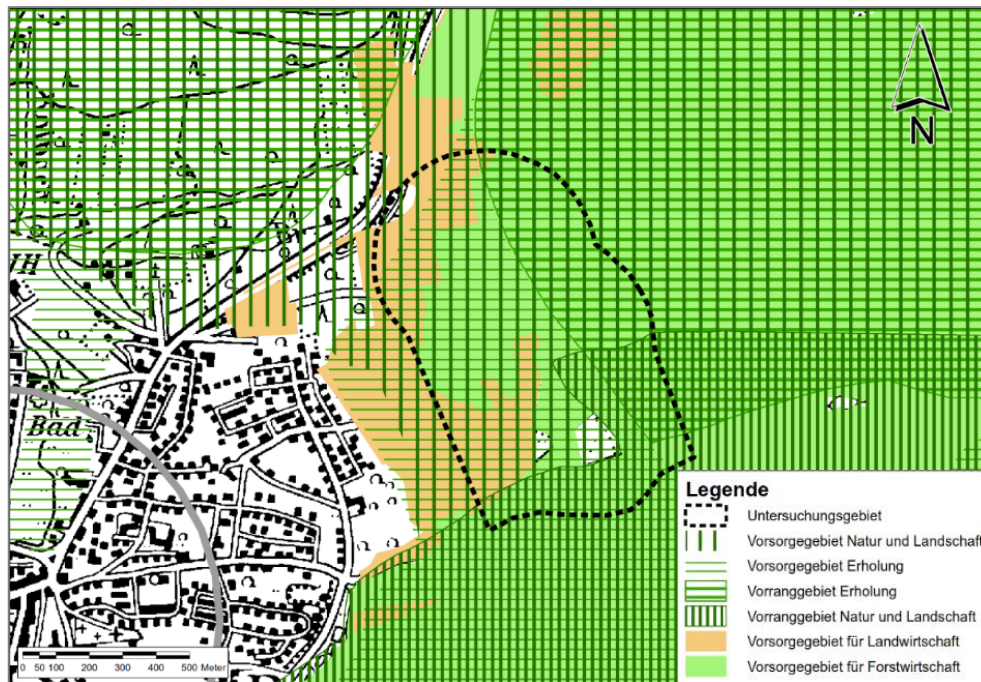 N
TH
Bad
Legende
Untersuchungsgebiet
Vorsorgegebiet Natur und Landschaft
Vorsorgegebiet Erholung
Vorranggebiet Erholung
Vorranggebiet Natur und Landschaft
Vorsorgegebiet für Landwirtschaft
Vorsorgegebiet für Forstwirtschaft
0 50 100 200 300 400 500 Meter